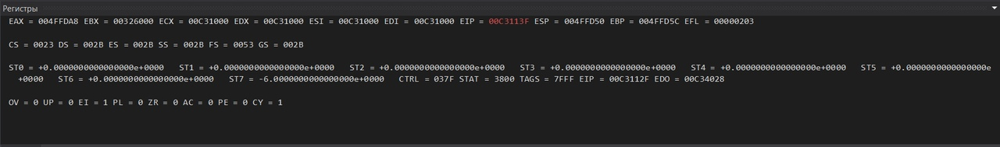 Регистры
EAX = 004FFDA8 EBX = 00326000 ECX = 00C31000 EDX = 00C31000 ESI = 00C31000 EDI = 00C31000 EIP = 00C3113F ESP = 004FFD50 EBP = 004FFD5C EFL = 00000203
CS = 0023 DS = 002B ES = 002B SS = 002B FS = 0053 GS = 002B
ST0 = +0.0000000000000000e+0000 ST1 = +0.0000000000000000e+0000 ST2 = +0.0000000000000000e+0000 ST3 = +0.0000000000000000e+0000 ST4 = +0.0000000000000000e+0000 ST5 = +0.0000000000000000e
+0000 ST6 = +0.0000000000000000e+0000 ST7 = -6.0000000000000000e+0000 CTRL = 037F STAT = 3800 TAGS = 7FFF EIP = 00C3112F EDO = 00C34028
OV = 0 UP = 0 EI = 1 PL = 0 ZR = 0 AC = 0 PE = 0 CY = 1